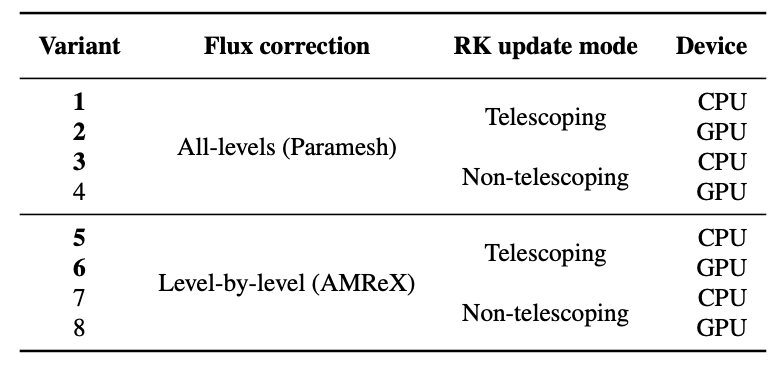 Variant Flux correction RK update mode Device
1 CPU
Telescoping
2 GPU
All-levels (Paramesh)
3 CPU
Non-telescoping
4 GPU
5 CPU
Telescoping
6 GPU
Level-by-level (AMReX)
7 CPU
Non-telescoping
8 GPU